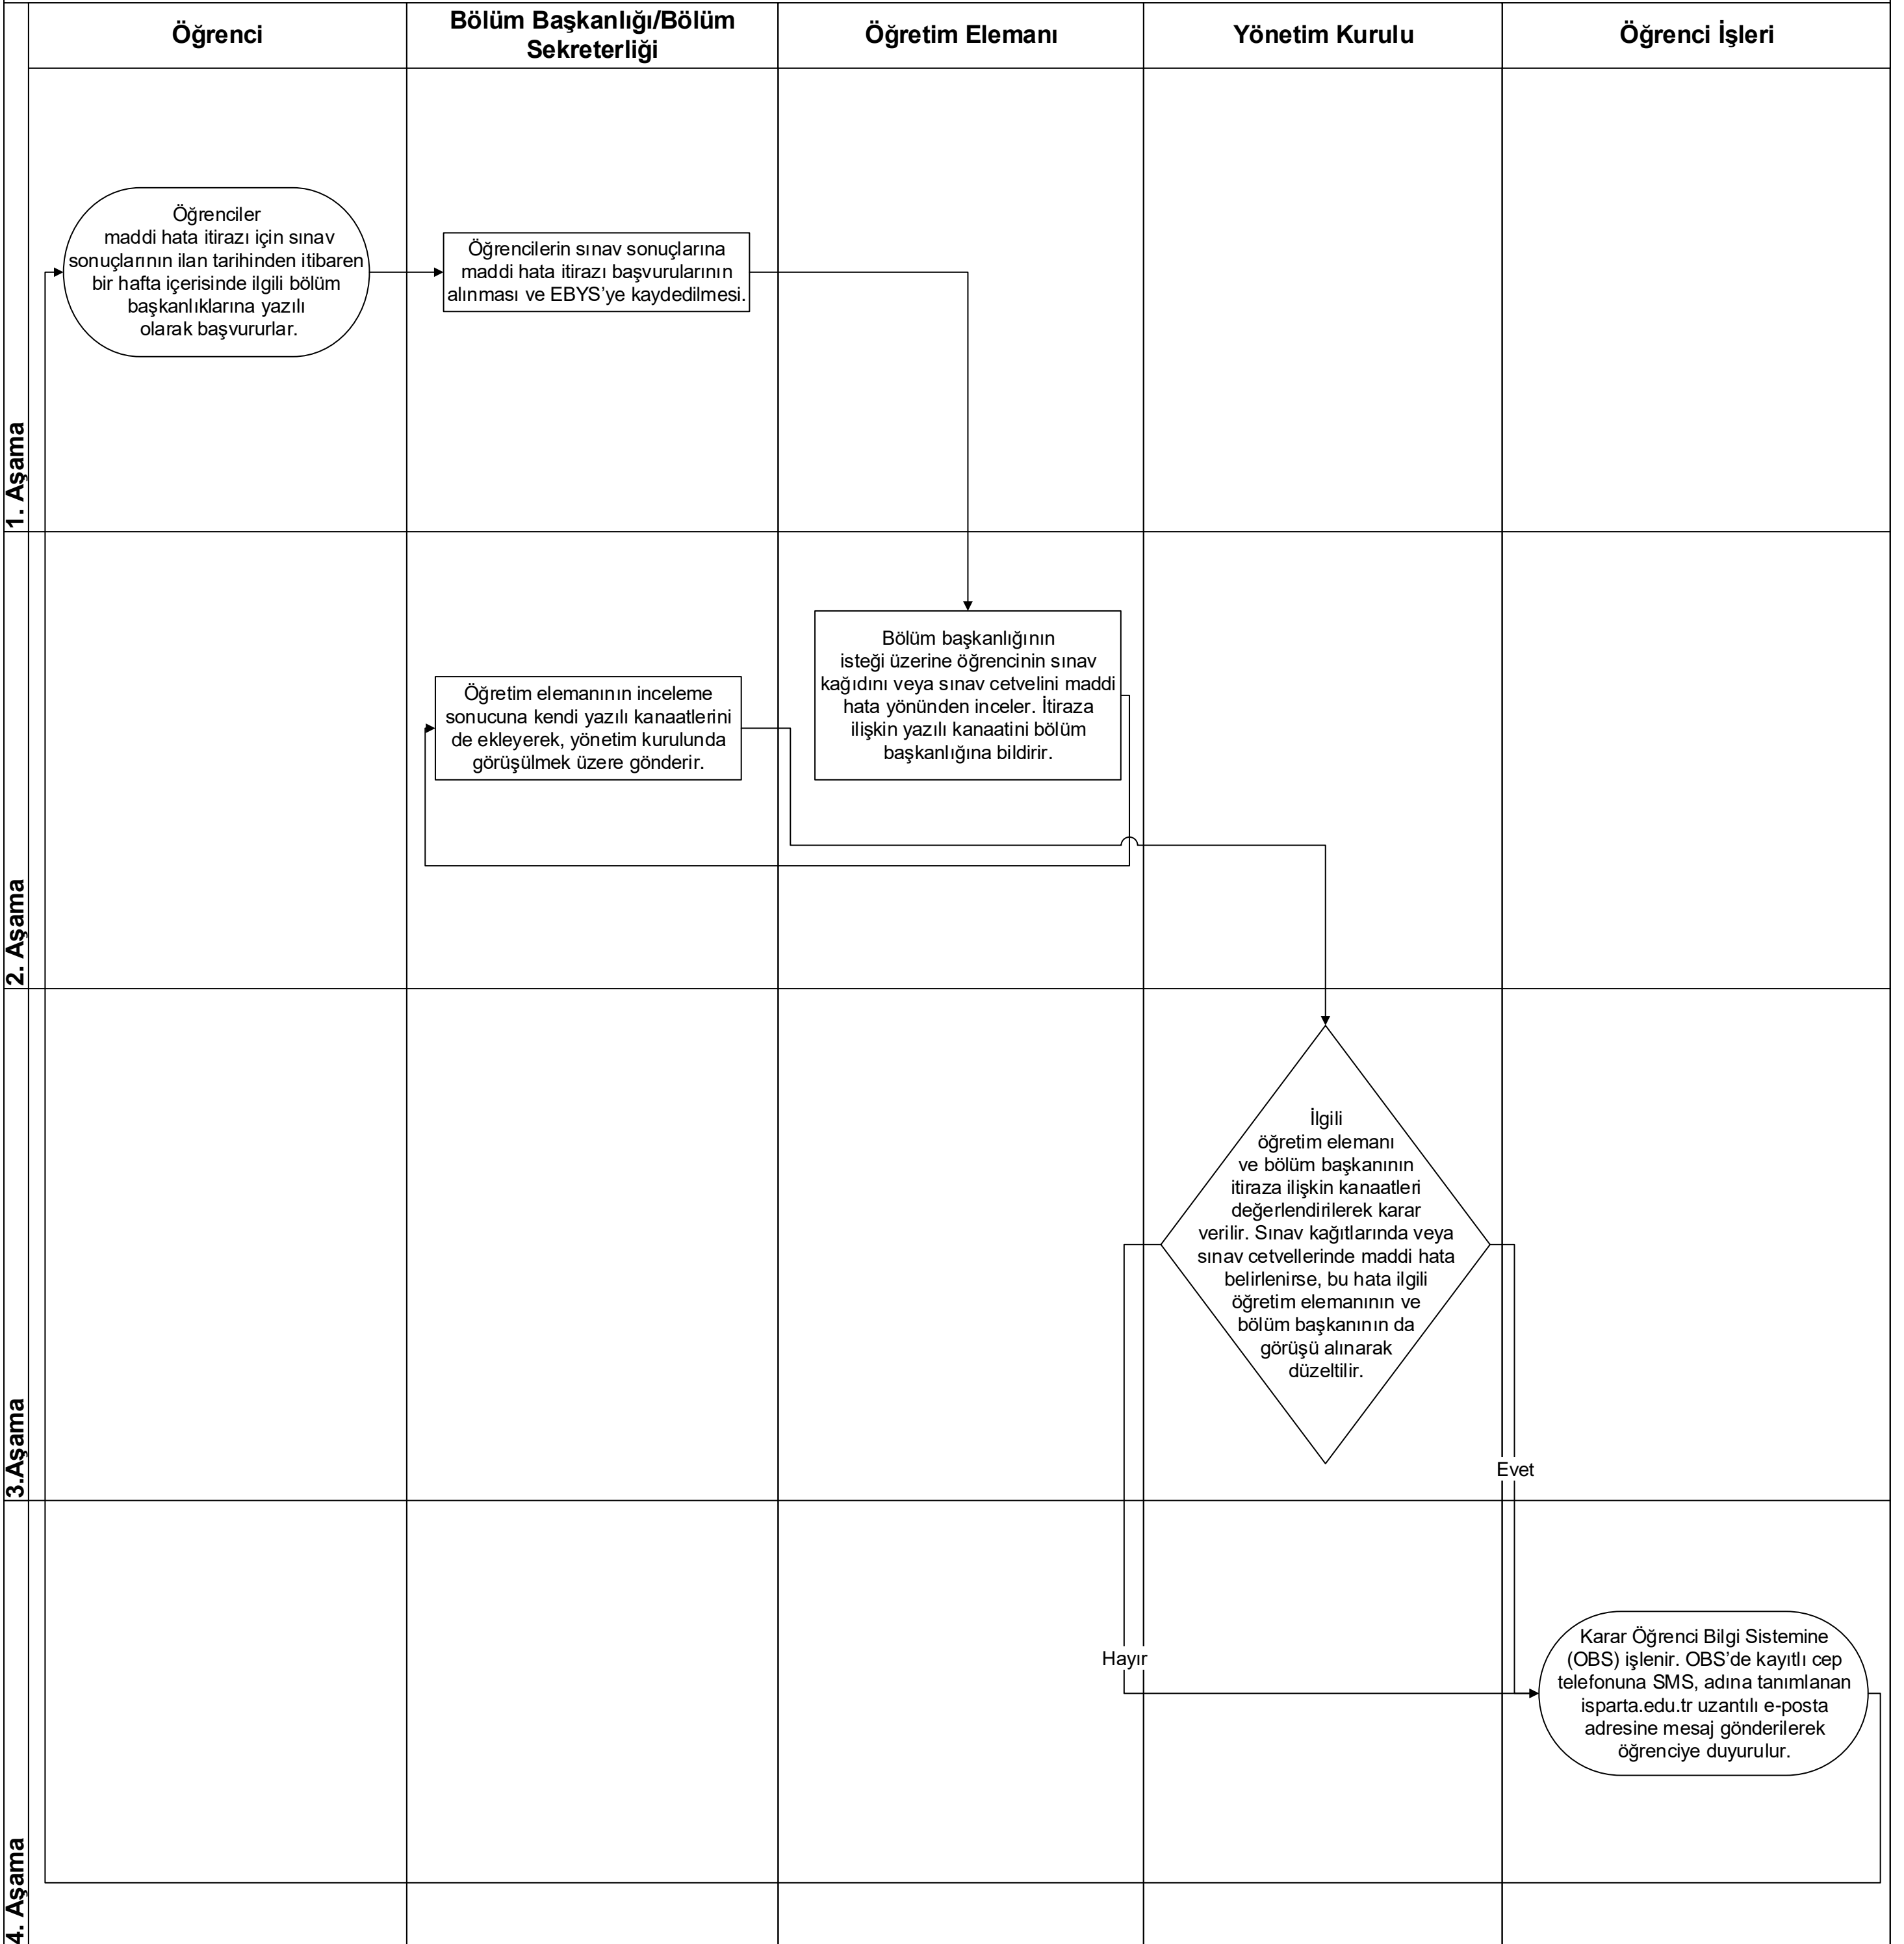 Öğrenci
Bölüm Başkanlığı/Bölüm
Sekreterliği
Öğretim Elemanı
Yönetim Kurulu
Öğrenci İşleri
1. Aşama
Öğrenciler
maddi hata itirazı için sınav
sonuçlarının ilan tarihinden itibaren
bir hafta içerisinde ilgili bölüm
başkanlıklarına yazılı
olarak başvururlar.
Öğrencilerin sınav sonuçlarına
maddi hata itirazı başvurularının
alınması ve EBYS’ye kaydedilmesi.
2. Aşama
Öğretim elemanının inceleme
sonucuna kendi yazılı kanaatlerini
de ekleyerek, yönetim kurulunda
görüşülmek üzere gönderir.
Bölüm başkanlığının
isteği üzerine öğrencinin sınav
kağıdını veya sınav cetvelini maddi
hata yönünden inceler. İtiraza
ilişkin yazılı kanaatini bölüm
başkanlığına bildirir.
3.Aşama
İlgili
öğretim elemanı
ve bölüm başkanının
itiraza ilişkin kanaatleri
değerlendirilerek karar
verilir. Sınav kağıtlarında veya
sınav cetvellerinde maddi hata
belirlenirse, bu hata ilgili
öğretim elemanının ve
bölüm başkanının da
görüşü alınarak
düzeltilir.
Evet
4. Aşama
Hayır
Karar Öğrenci Bilgi Sistemine
(OBS) işlenir. OBS’de kayıtlı cep
telefonuna SMS, adına tanımlanan
isparta.edu.tr uzantılı e-posta
adresine mesaj gönderilerek
öğrenciye duyurulur.